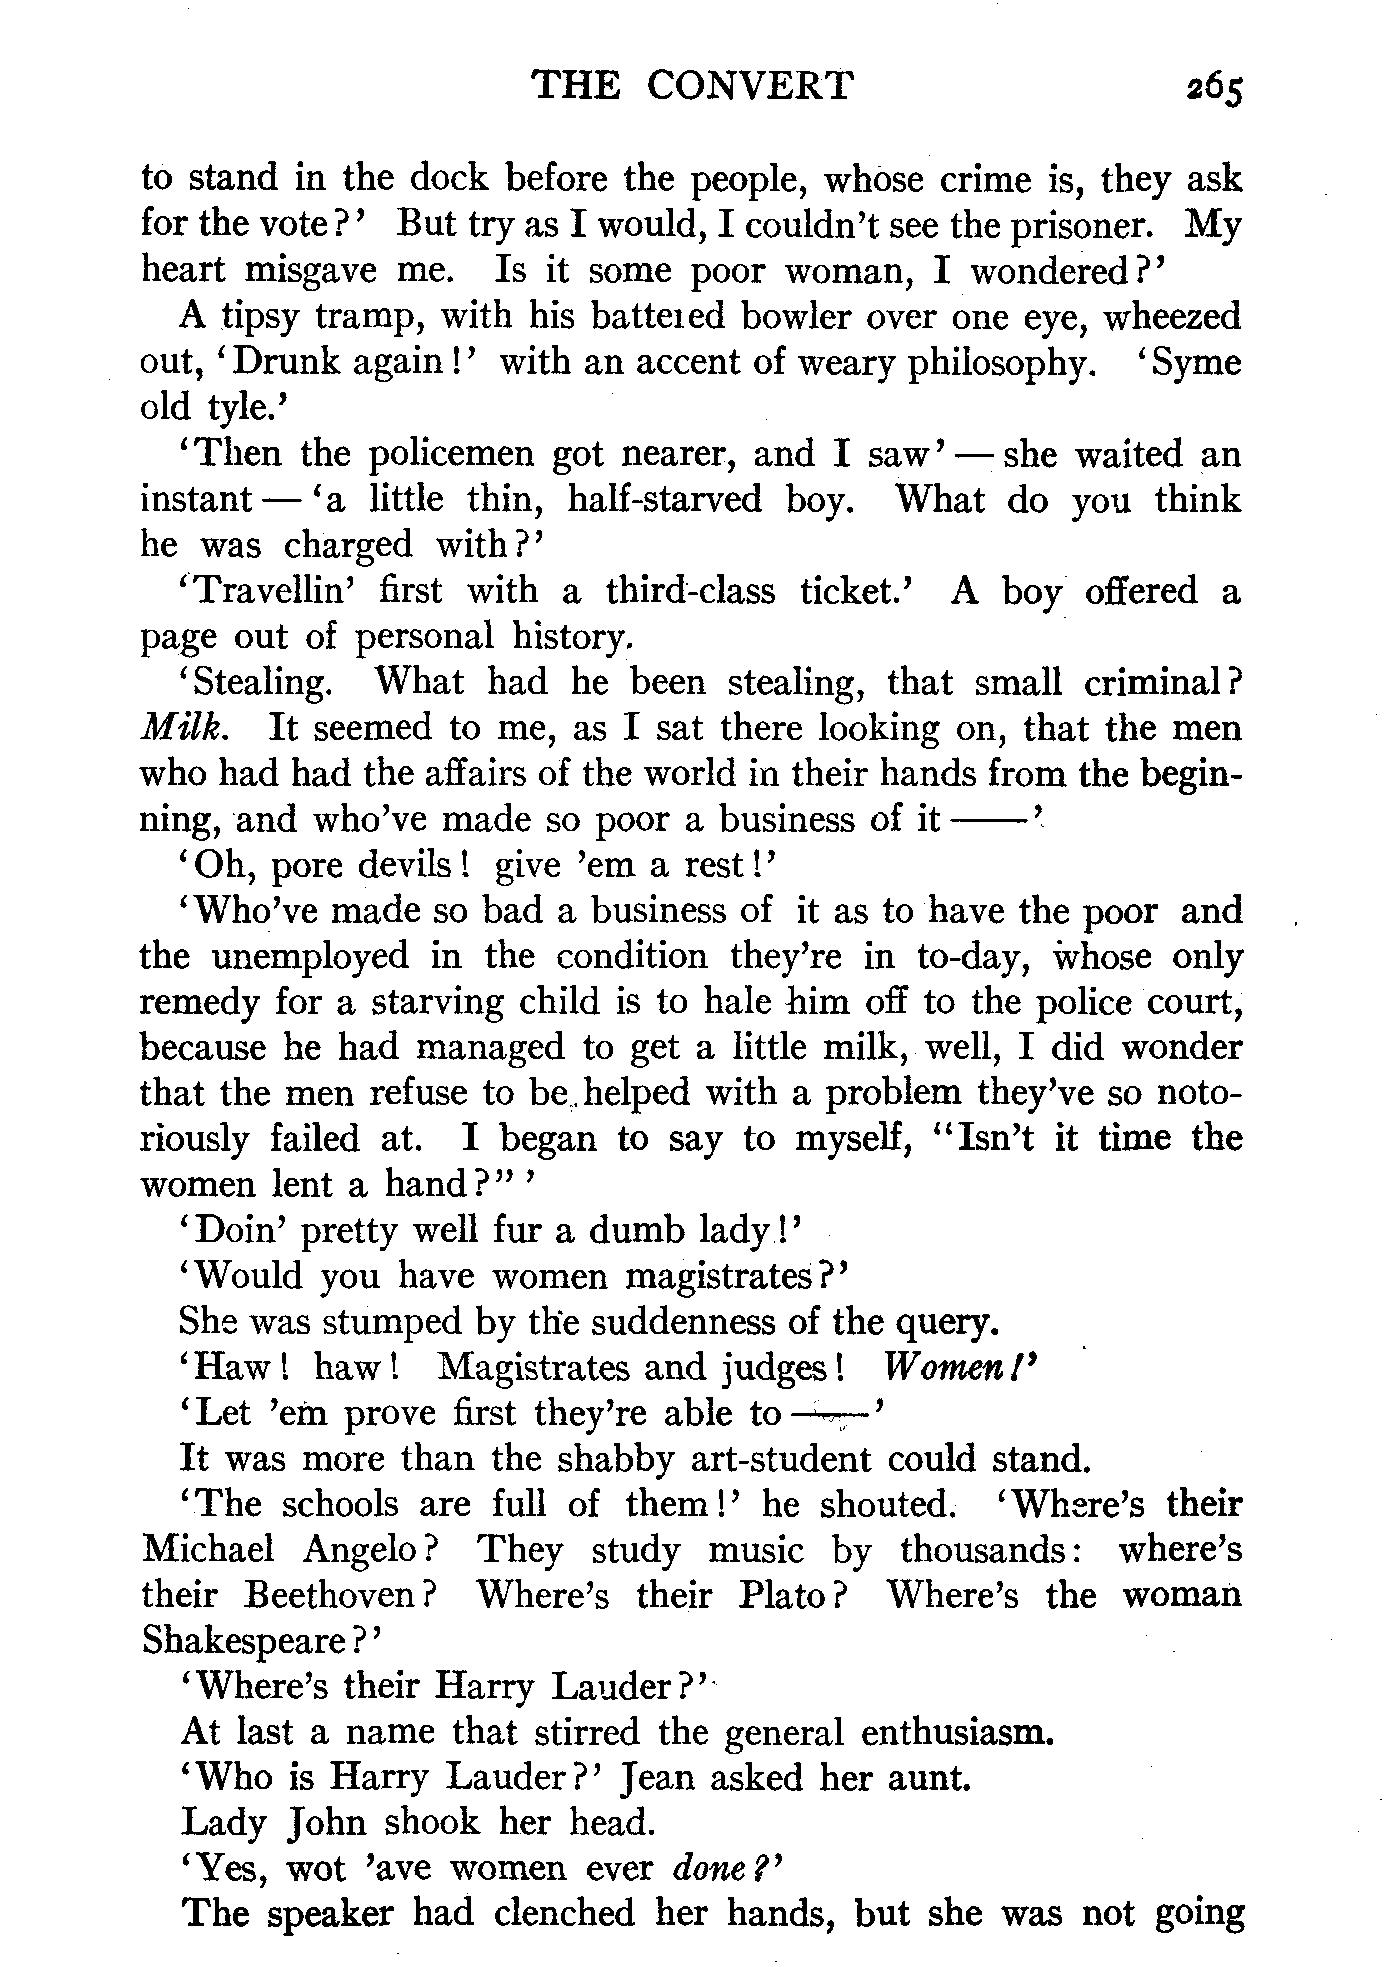 THE CONVERT 265
to stand in the dock before the people, whose crime is, they ask
for the vote?' But try as I would, I couldn't see the prisoner. My
heart misgave me. Is it some poor woman, I wondered?'
A tipsy tramp, with his battered bowler over one eye, wheezed
out, 'Drunk again!' with an accent of weary philosophy. 'Syme
old tyle.'
'Then the policemen got nearer, and I saw' — she waited an
instant — 'a little thin, half-starved boy. What do you think
he was charged with?'
'Travellin' first with a third-class ticket.' A boy offered a
page out of personal history.
'Stealing. What had he been stealing, that small criminal?
Milk. It seemed to me, as I sat there looking on, that the men
who had had the affairs of the world in their hands from the begin-
ning, and who've made so poor a business of it ——'
'Oh, pore devils! give 'em a rest!'
'Who've made so bad a business of it as to have the poor and
the unemployed in the condition they're in to-day, whose only
remedy for a starving child is to hale him off to the police court,
because he had managed to get a little milk, well, I did wonder
that the men refuse to be helped with a problem they've so noto-
riously failed at. I began to say to myself, "Isn't it time the
women lent a hand?" '
'Doin' pretty well fur a dumb lady!'
'Would you have women magistrates?'
She was stumped by the suddenness of the query.
'Haw! haw! Magistrates and judges! Women!'
'Let 'em prove first they're able to ——'
It was more than the shabby art-student could stand.
'The schools are full of them!' he shouted. 'Where's their
Michael Angelo? They study music by thousands: where's
their Beethoven? Where's their Plato? Where's the woman
Shakespeare?'
'Where's their Harry Lauder?'
At last a name that stirred the general enthusiasm.
'Who is Harry Lauder?' Jean asked her aunt.
Lady John shook her head.
'Yes, wot 'ave women ever done?'
The speaker had clenched her hands, but she was not going